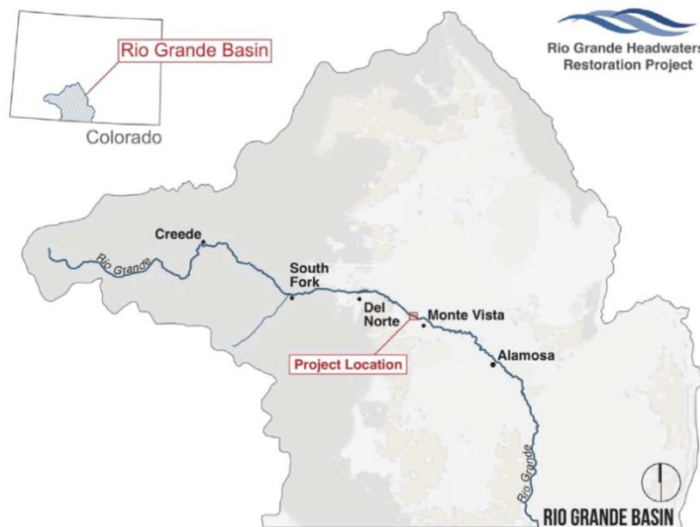 Rio Grande Basin
Colorado
Rio Grande Headwaters
Restoration Project
Creede
Rio Grande
South
Fork
Del
Norte
Monte Vista
Project Location
Alamosa
Rio Grande
RIO GRANDE BASIN